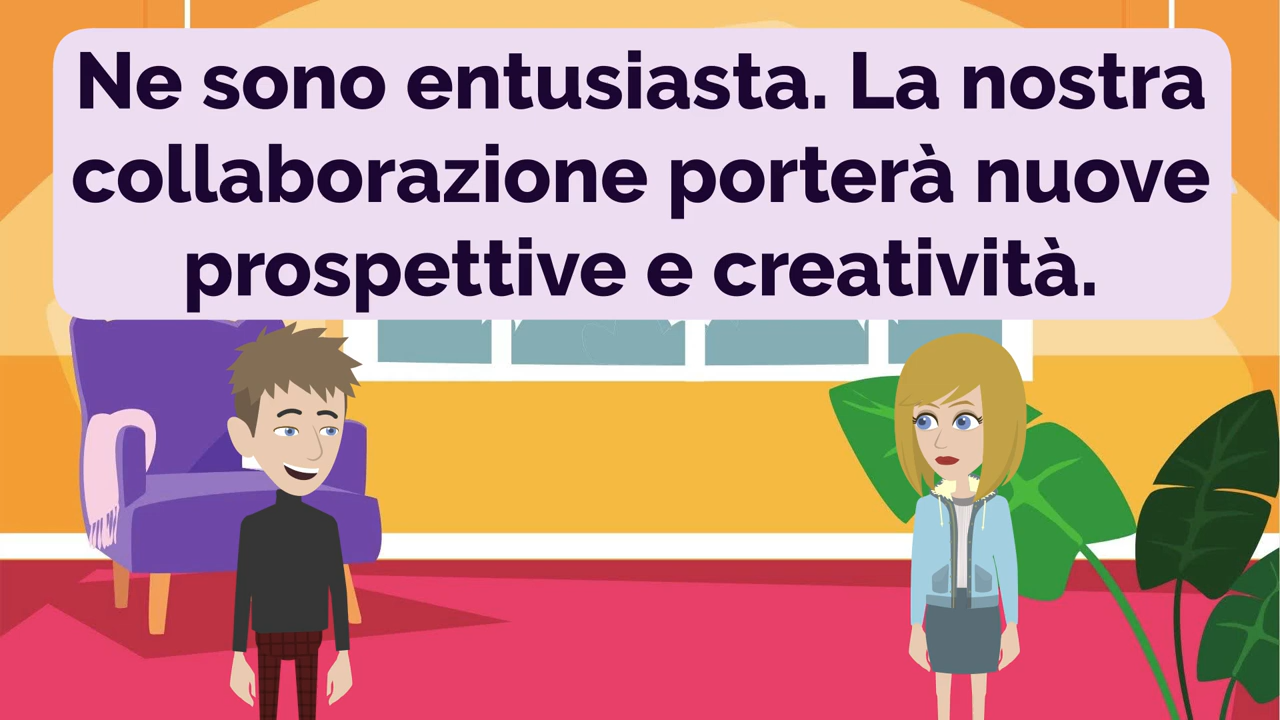 Ne sono entusiasta. La nostra
collaborazione porterà nuove
prospettive e creatività.